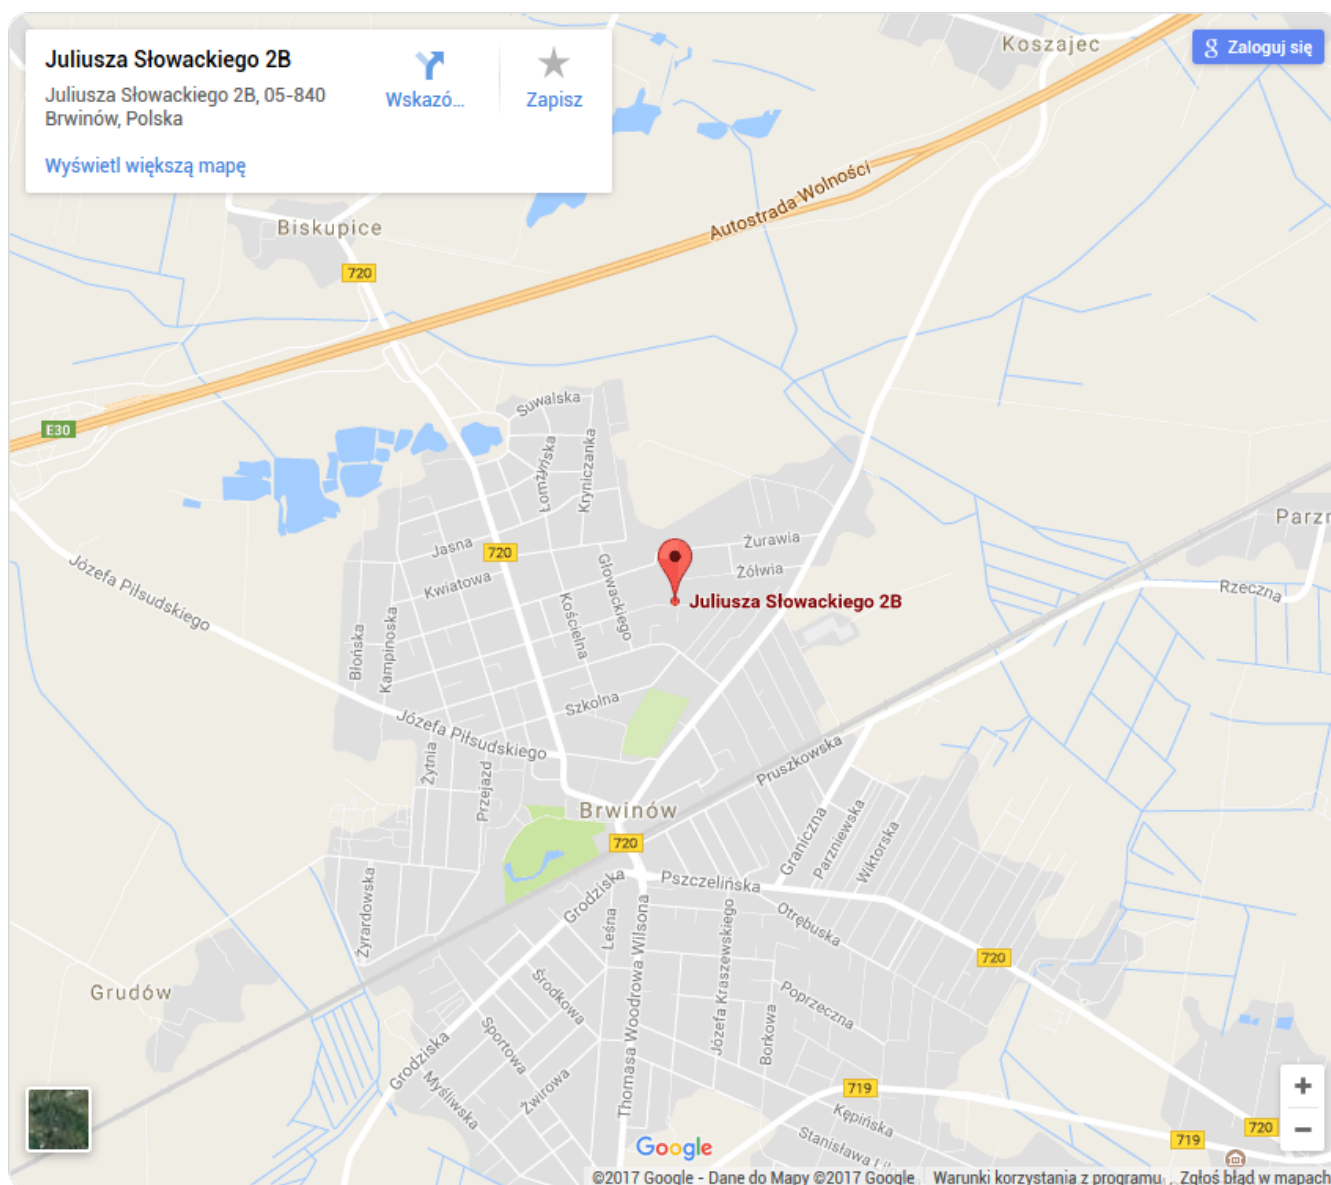 Juliusza Słowackiego 2B
Juliusza Słowackiego 2B, 05-840
Brwinów, Polska
Wyświetl większą mapę
Wskazó...
Zapisz
Koszajec
Zaloguj się
Autostrada Wolności
Biskupice
720
E30
Suwalska
Łomżyńska
Kryniczanka
Parzn
Jasna
720
Żurawia
Żółwia
Józefa Piłsudskiego
Kwiatowa
Głowackiego
Kościelna
Juliusza Słowackiego 2B
Rzeczna
Błońska
Kampinoska
Szkolna
Józefa Piłsudskiego
Żytnia
Przejazd
Pruszkowska
Brwinów
720
Graniczna
Parzniewska
Wiktorska
Żyrardowska
Grodziska
Pszczelińska
Leśna
Thomasa Woodrowa Wilsona
Józefa Kraszewskiego
Otrębuska
720
Grudów
Środkowa
Poprzeczna
Sportowa
Borkowa
Grodziska
Myśliwska
Żwirowa
719
Kępińska
720
719
Stanisława
Google
©2017 Google - Dane do Mapy ©2017 Google
Warunki korzystania z programu
Zgłoś błąd w mapach